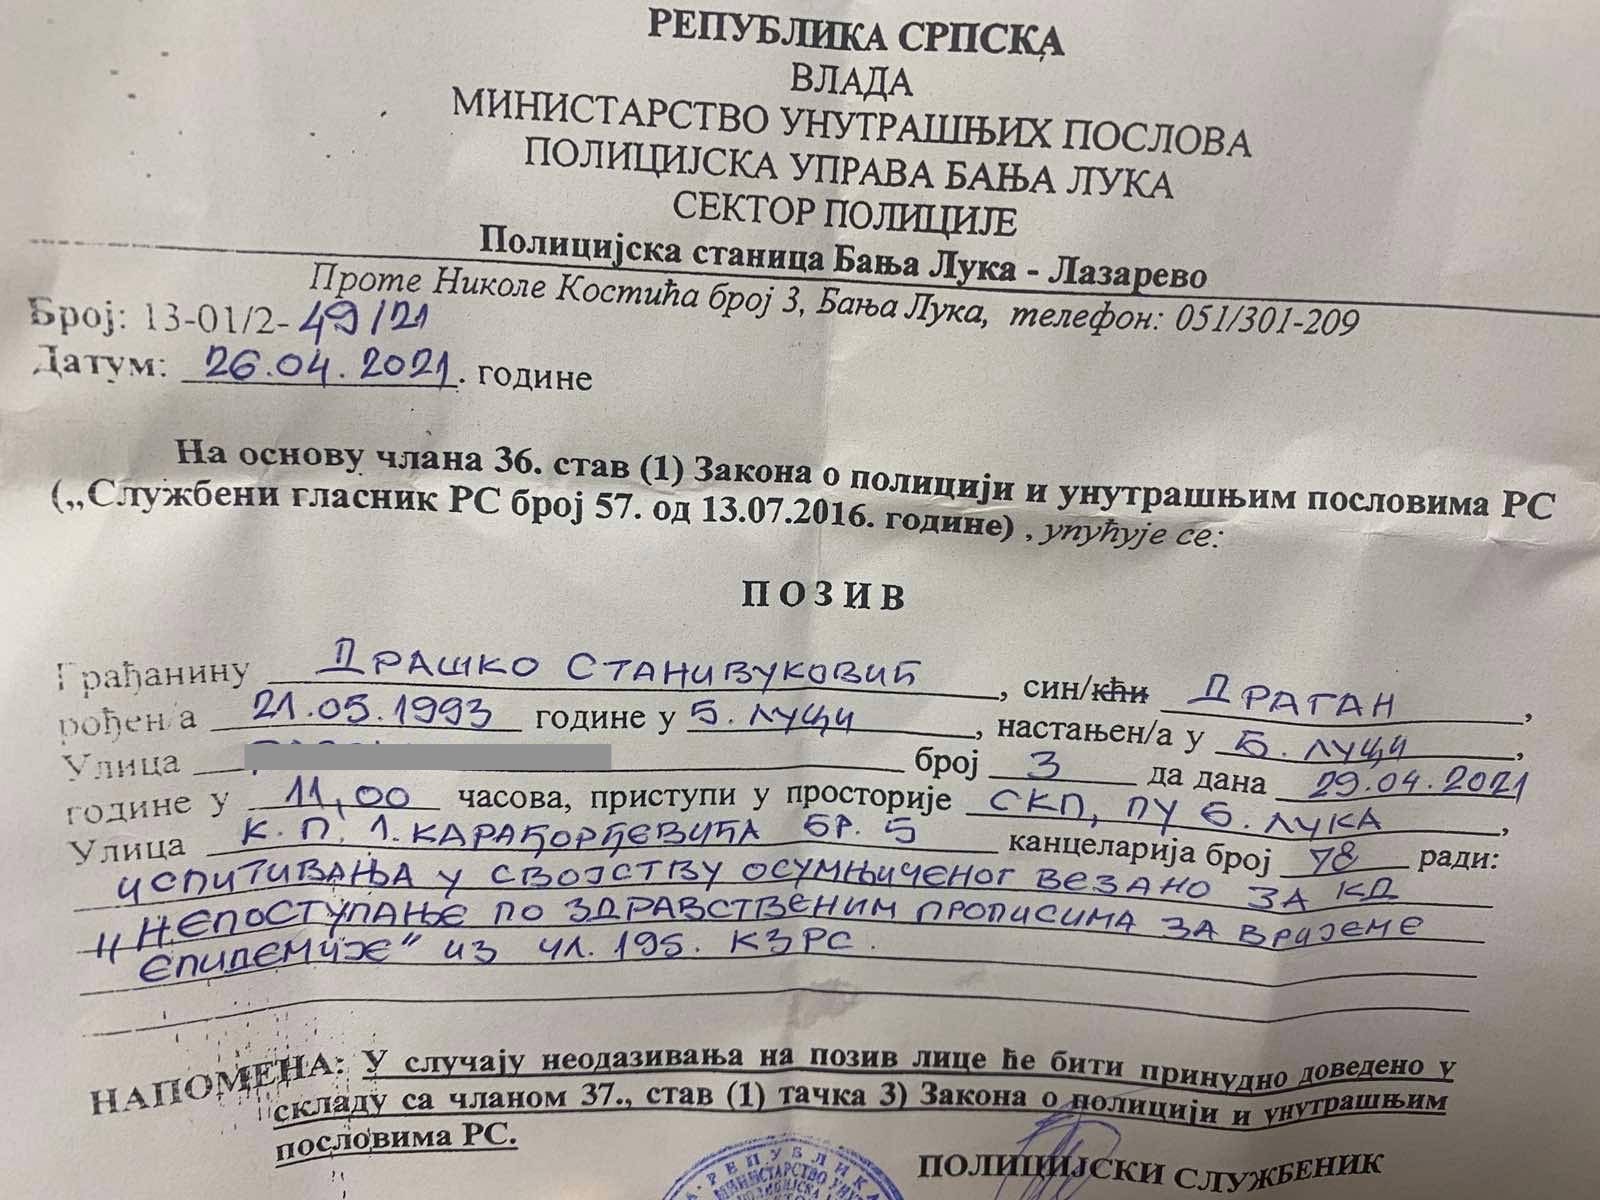 РЕПУБЛИКА СРПСКА
ВЛАДА
МИНИСТАРСТВО УНУТРАШЊИХ ПОСЛОВА
ПОЛИЦИЈСКА УПРАВА БАЊА ЛУКА
СЕКТОР ПОЛИЦИЈЕ
Полицијска станица Бања Лука - Лазарево
Проте Николе Костића број 3, Бања Лука, телефон: 051/301-209
Број: 13-01/2-49/21
Датум: 26.04.2021. године
На основу члана 36. став (1) Закона о полицији и унутрашњим пословима РС
(„Службени гласник РС број 57. од 13.07.2016. године) , упућује се:
П О З И В
Грађанину ДРАШКО СТАНИВУКОВИЋ, син/кћи ДРАГАН,
рођен/а 21.05.1993 године у Б. ЛУЦИ, настањен/а у Б. ЛУЦИ,
Улица број 3 да дана 29.04.2021
године у 11,00 часова, приступи у просторије СКП, ПУ Б. ЛУКА,
Улица К. П. 1. КАРАЂОРЂЕВИЋА БР. 5 канцеларија број 78 ради:
ИСПИТИВАЊА У СВОЈСТВУ ОСУМЊИЧЕНОГ ВЕЗАНО ЗА КД
„НЕПОСТУПАЊЕ ПО ЗДРАВСТВЕНИМ ПРОПИСИМА ЗА ВРИЈЕМЕ
ЕПИДЕМИЈЕ“ ИЗ ЧЛ. 195. КЗРС.
НАПОМЕНА: У случају неодазивања на позив лице ће бити принудно доведено у
складу са чланом 37., став (1) тачка 3) Закона о полицији и унутрашњим
пословима РС.
ПОЛИЦИЈСКИ СЛУЖБЕНИК
РЕПУБЛИКА
МИНИСТАРСТВО УНУТ